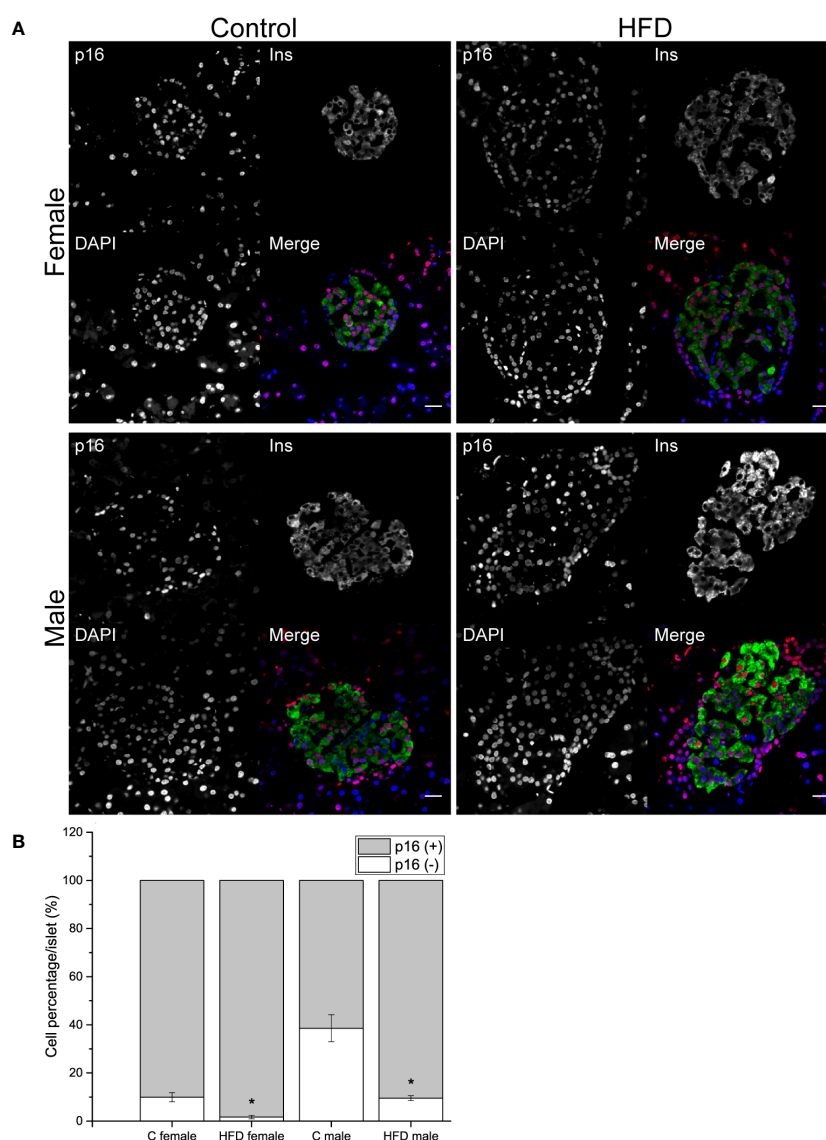 A
Control
HFD
Female
p16
Ins
DAPI
Merge
p16
Ins
DAPI
Merge
Male
p16
Ins
DAPI
Merge
p16
Ins
DAPI
Merge
B
Cell percentage/islet (%)
120
100
80
60
40
20
0
p16 (+)
p16 (-)
*
*
C female
HFD female
C male
HFD male